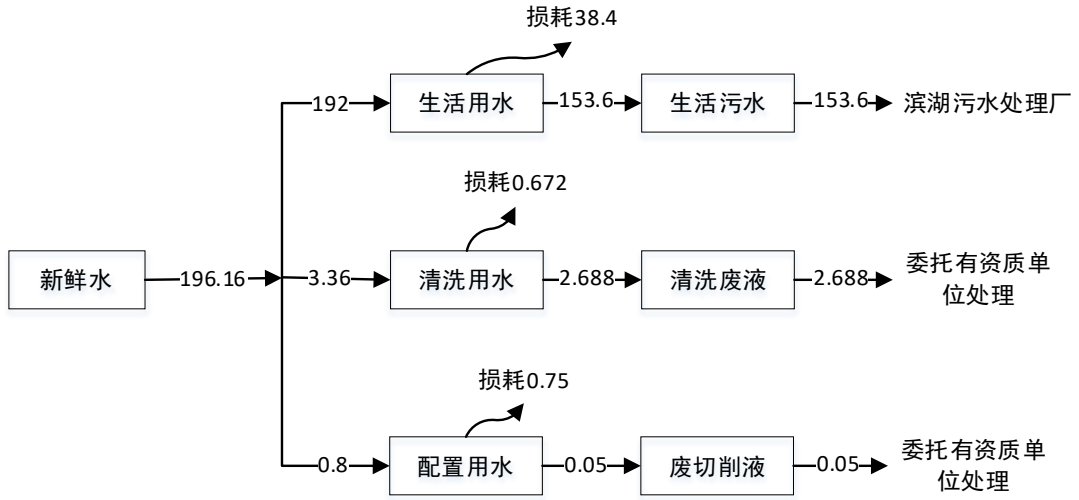 损耗38.4
192
生活用水
153.6
生活污水
153.6
滨湖污水处理厂
损耗0.672
新鲜水
196.16
3.36
清洗用水
2.688
清洗废液
2.688
委托有资质单
位处理
损耗0.75
0.8
配置用水
0.05
废切削液
0.05
委托有资质单
位处理